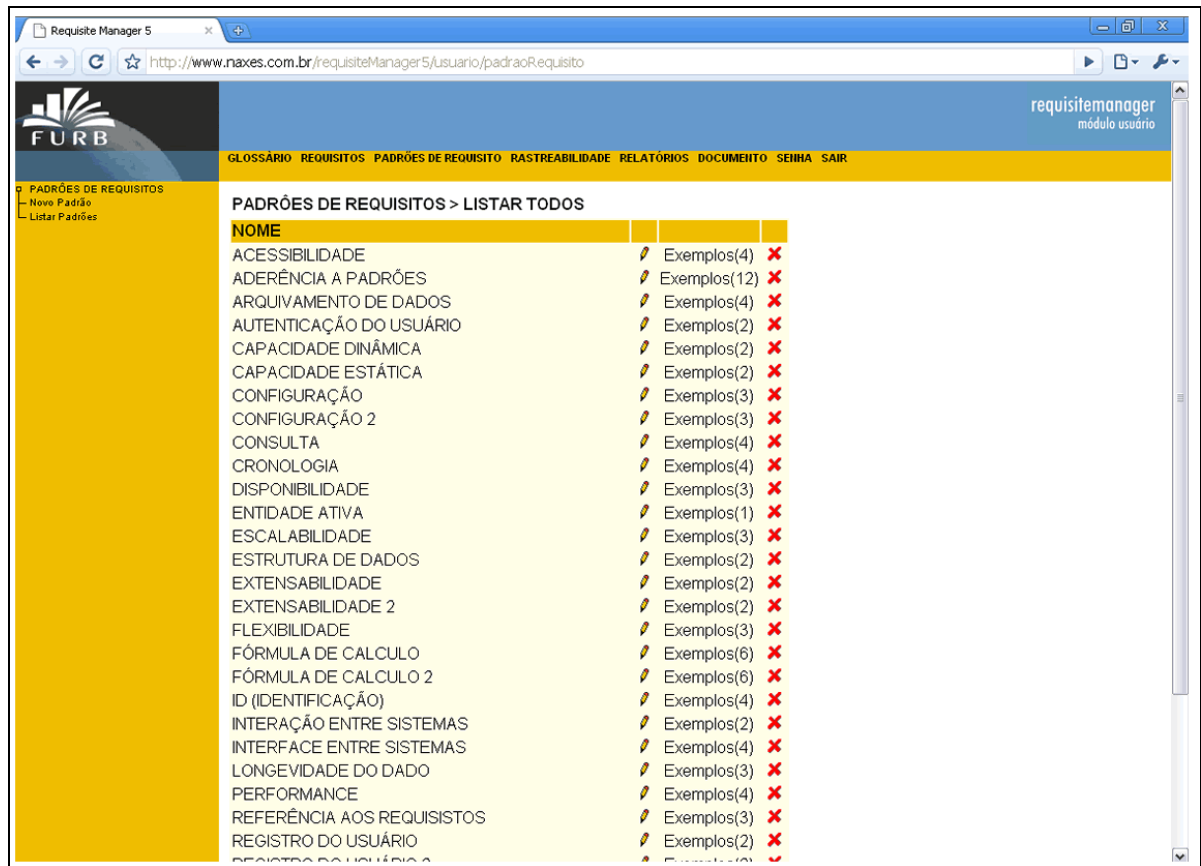 Requisite Manager 5
http://www.naxes.com.br/requisiteManager5/usuario/padraoRequisito
FURB
requisitemanager
módulo usuário
GLOSSÁRIO REQUISITOS PADRÕES DE REQUISITO RASTREABILIDADE RELATÓRIOS DOCUMENTO SENHA SAIR
PADRÕES DE REQUISITOS
Novo Padrão
Listar Padrões
PADRÕES DE REQUISITOS > LISTAR TODOS
NOME
ACESSIBILIDADE Exemplos(4)
ADERÊNCIA A PADRÕES Exemplos(12)
ARQUIVAMENTO DE DADOS Exemplos(4)
AUTENTICAÇÃO DO USUÁRIO Exemplos(2)
CAPACIDADE DINÂMICA Exemplos(2)
CAPACIDADE ESTÁTICA Exemplos(2)
CONFIGURAÇÃO Exemplos(3)
CONFIGURAÇÃO 2 Exemplos(3)
CONSULTA Exemplos(4)
CRONOLOGIA Exemplos(4)
DISPONIBILIDADE Exemplos(3)
ENTIDADE ATIVA Exemplos(1)
ESCALABILIDADE Exemplos(3)
ESTRUTURA DE DADOS Exemplos(2)
EXTENSABILIDADE Exemplos(2)
EXTENSABILIDADE 2 Exemplos(2)
FLEXIBILIDADE Exemplos(3)
FÓRMULA DE CALCULO Exemplos(6)
FÓRMULA DE CALCULO 2 Exemplos(6)
ID (IDENTIFICAÇÃO) Exemplos(4)
INTERAÇÃO ENTRE SISTEMAS Exemplos(2)
INTERFACE ENTRE SISTEMAS Exemplos(4)
LONGEVIDADE DO DADO Exemplos(3)
PERFORMANCE Exemplos(4)
REFERÊNCIA AOS REQUISISTOS Exemplos(3)
REGISTRO DO USUÁRIO Exemplos(2)
REGISTRO DO USUÁRIO 2